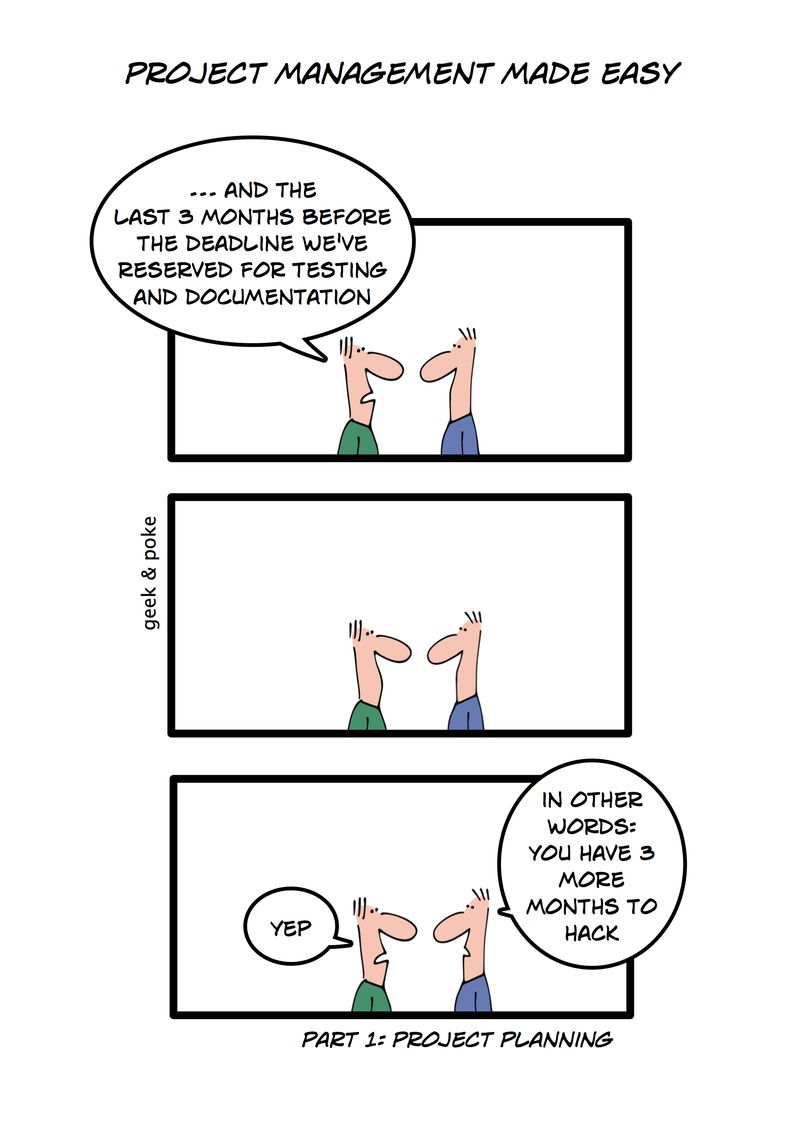 PROJECT MANAGEMENT MADE EASY
--- AND THE
LAST 3 MONTHS BEFORE
THE DEADLINE WE'VE
RESERVED FOR TESTING
AND DOCUMENTATION
geek & poke
IN OTHER
WORDS:
YOU HAVE 3
MORE
MONTHS TO
HACK
YEP
PART 1: PROJECT PLANNING